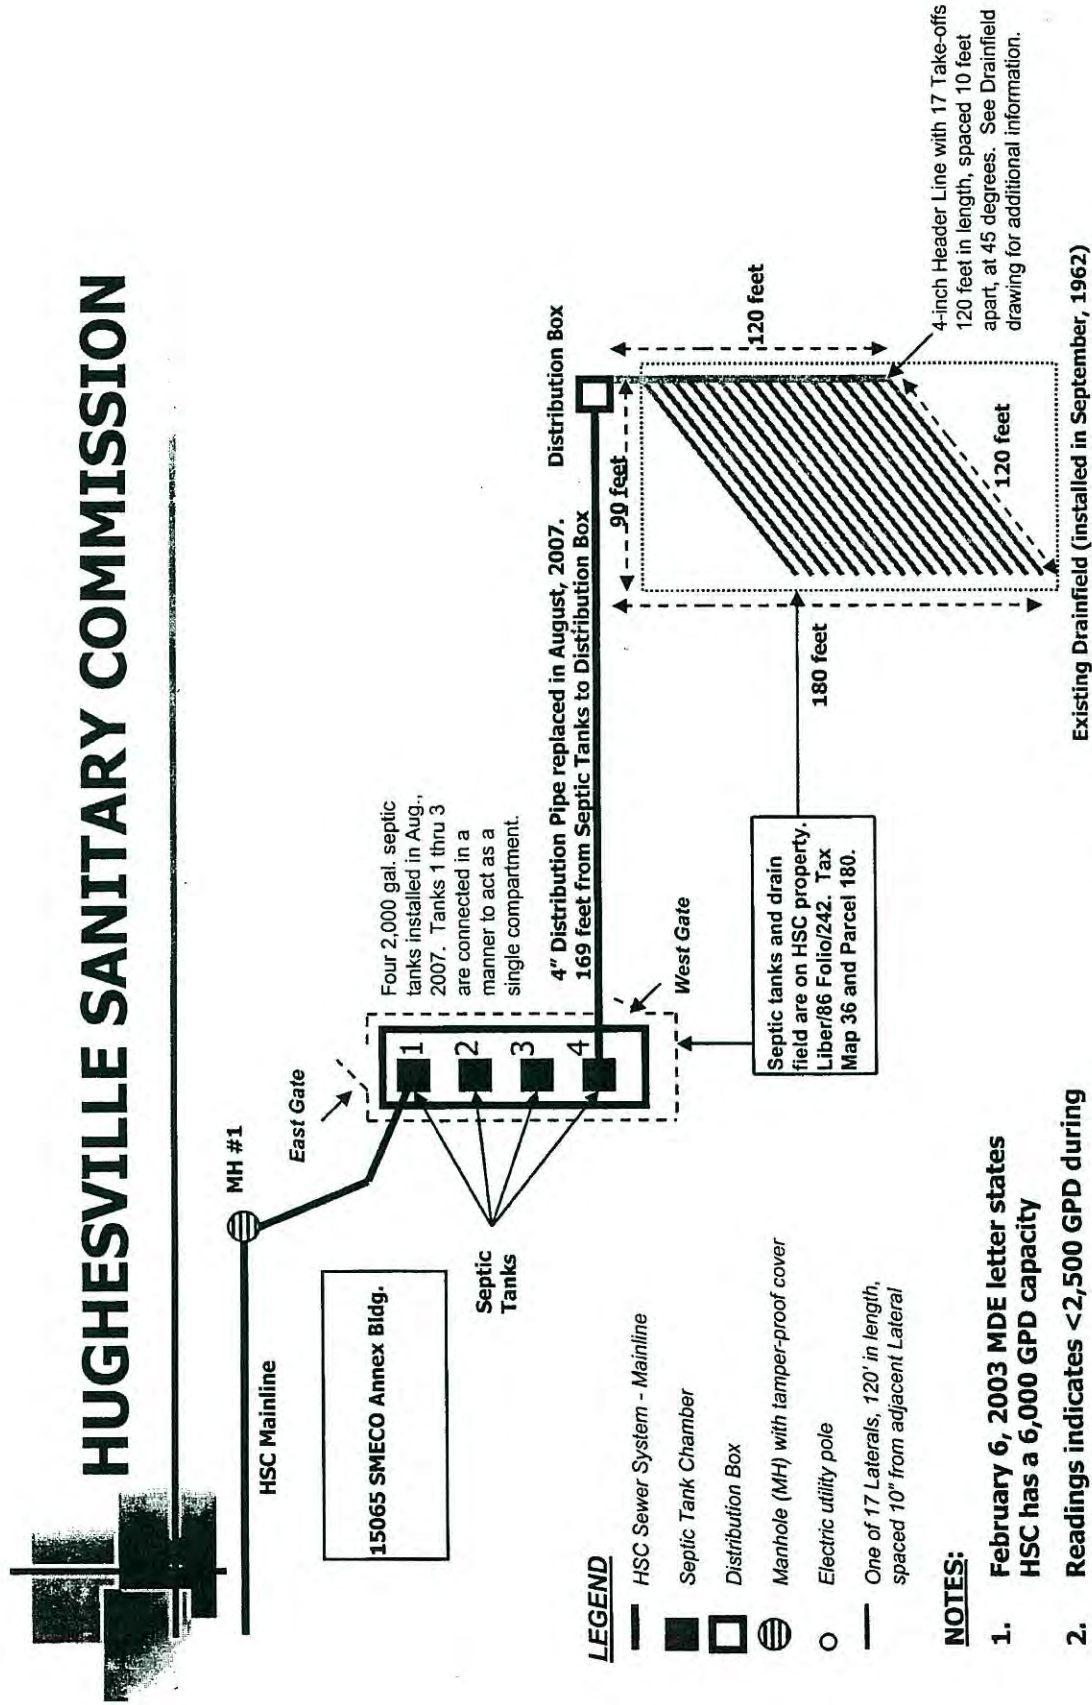 HUGHESVILLE SANITARY COMMISSION
HSC Mainline
MH #1
15065 SMECO Annex Bldg.
East Gate
Septic
Tanks
1
2
3
4
Four 2,000 gal. septic
tanks installed in Aug.,
2007. Tanks 1 thru 3
are connected in a
manner to act as a
single compartment.
West Gate
4" Distribution Pipe replaced in August, 2007.
169 feet from Septic Tanks to Distribution Box
Distribution Box
90 feet
120 feet
180 feet
120 feet
4-inch Header Line with 17 Take-offs
120 feet in length, spaced 10 feet
apart, at 45 degrees. See Drainfield
drawing for additional information.
Septic tanks and drain
field are on HSC property.
Liber/86 Folio/242. Tax
Map 36 and Parcel 180.
Existing Drainfield (installed in September, 1962)
LEGEND
HSC Sewer System - Mainline
Septic Tank Chamber
Distribution Box
Manhole (MH) with tamper-proof cover
Electric utility pole
One of 17 Laterals, 120' in length,
spaced 10" from adjacent Lateral
NOTES:
1. February 6, 2003 MDE letter states
HSC has a 6,000 GPD capacity
2. Readings indicates <2,500 GPD during